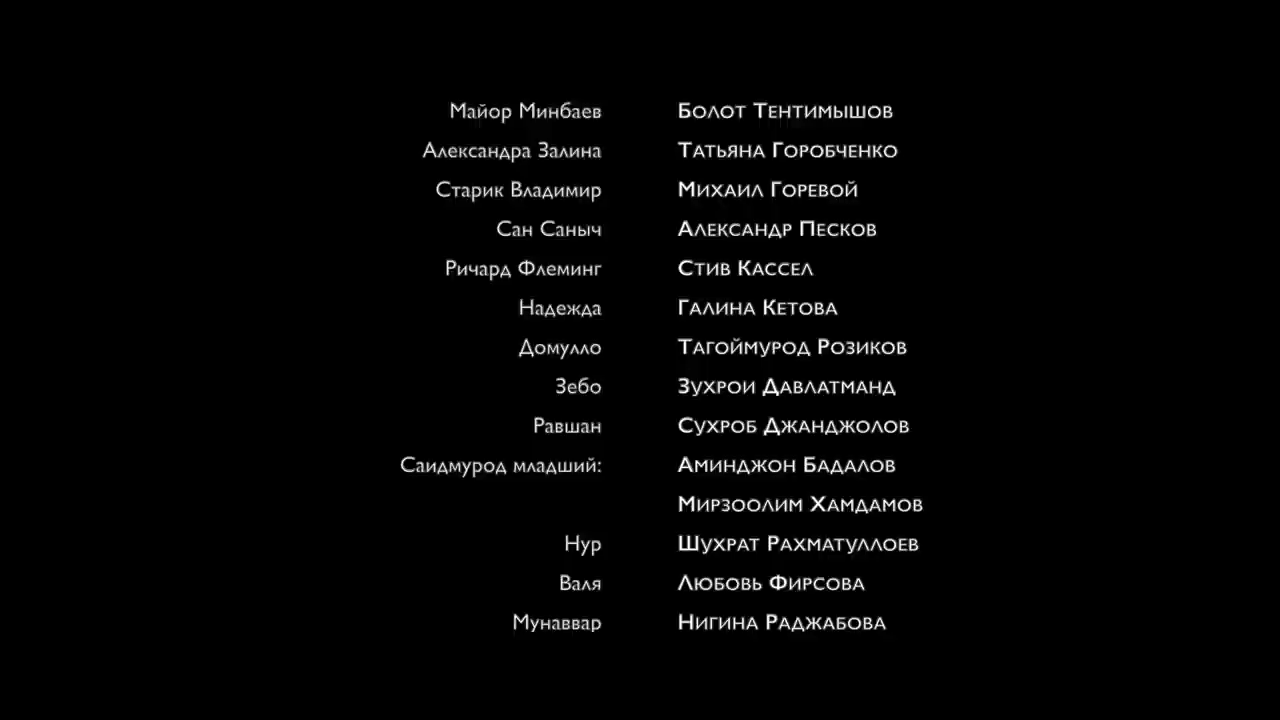 Майор Минбаев Болот Тентимышов
Александра Залина Татьяна Горобченко
Старик Владимир Михаил Горевой
Сан Саныч Александр Песков
Ричард Флеминг Стив Кассел
Надежда Галина Кетова
Домулло Тагоймурод Розиков
Зебо Зухрои Давлатманд
Равшан Сухроб Джанджолов
Саидмурод младший: Аминджон Бадалов
Мирзоолим Хамдамов
Нур Шухрат Рахматуллоев
Валя Любовь Фирсова
Мунаввар Нигина Раджабова